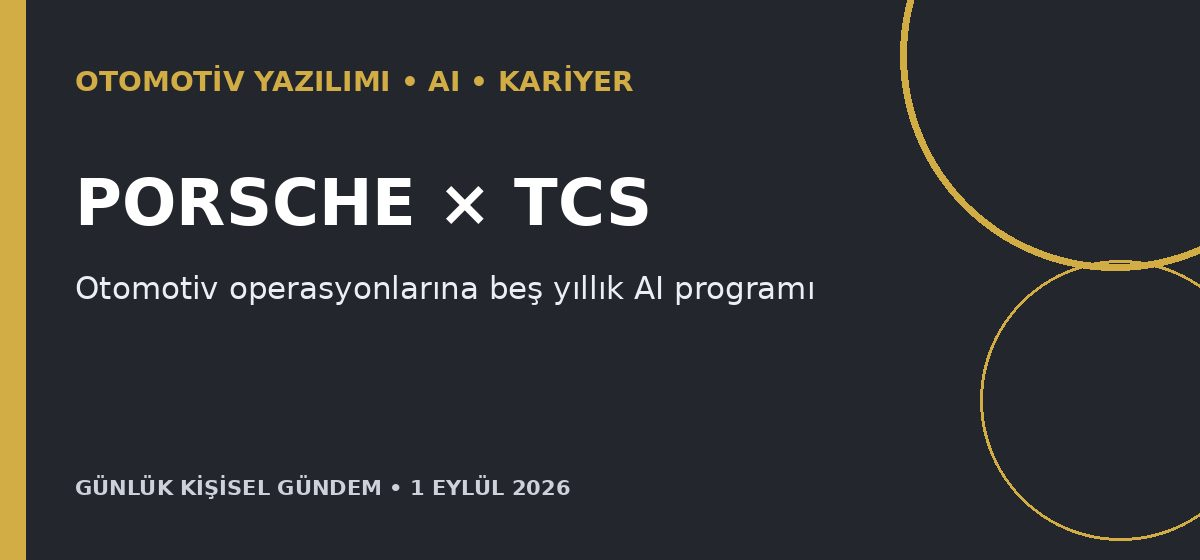 OTOMOTİV YAZILIMI • AI • KARİYER
PORSCHE × TCS
Otomotiv operasyonlarına beş yıllık AI programı
GÜNLÜK KİŞİSEL GÜNDEM • 1 EYLÜL 2026